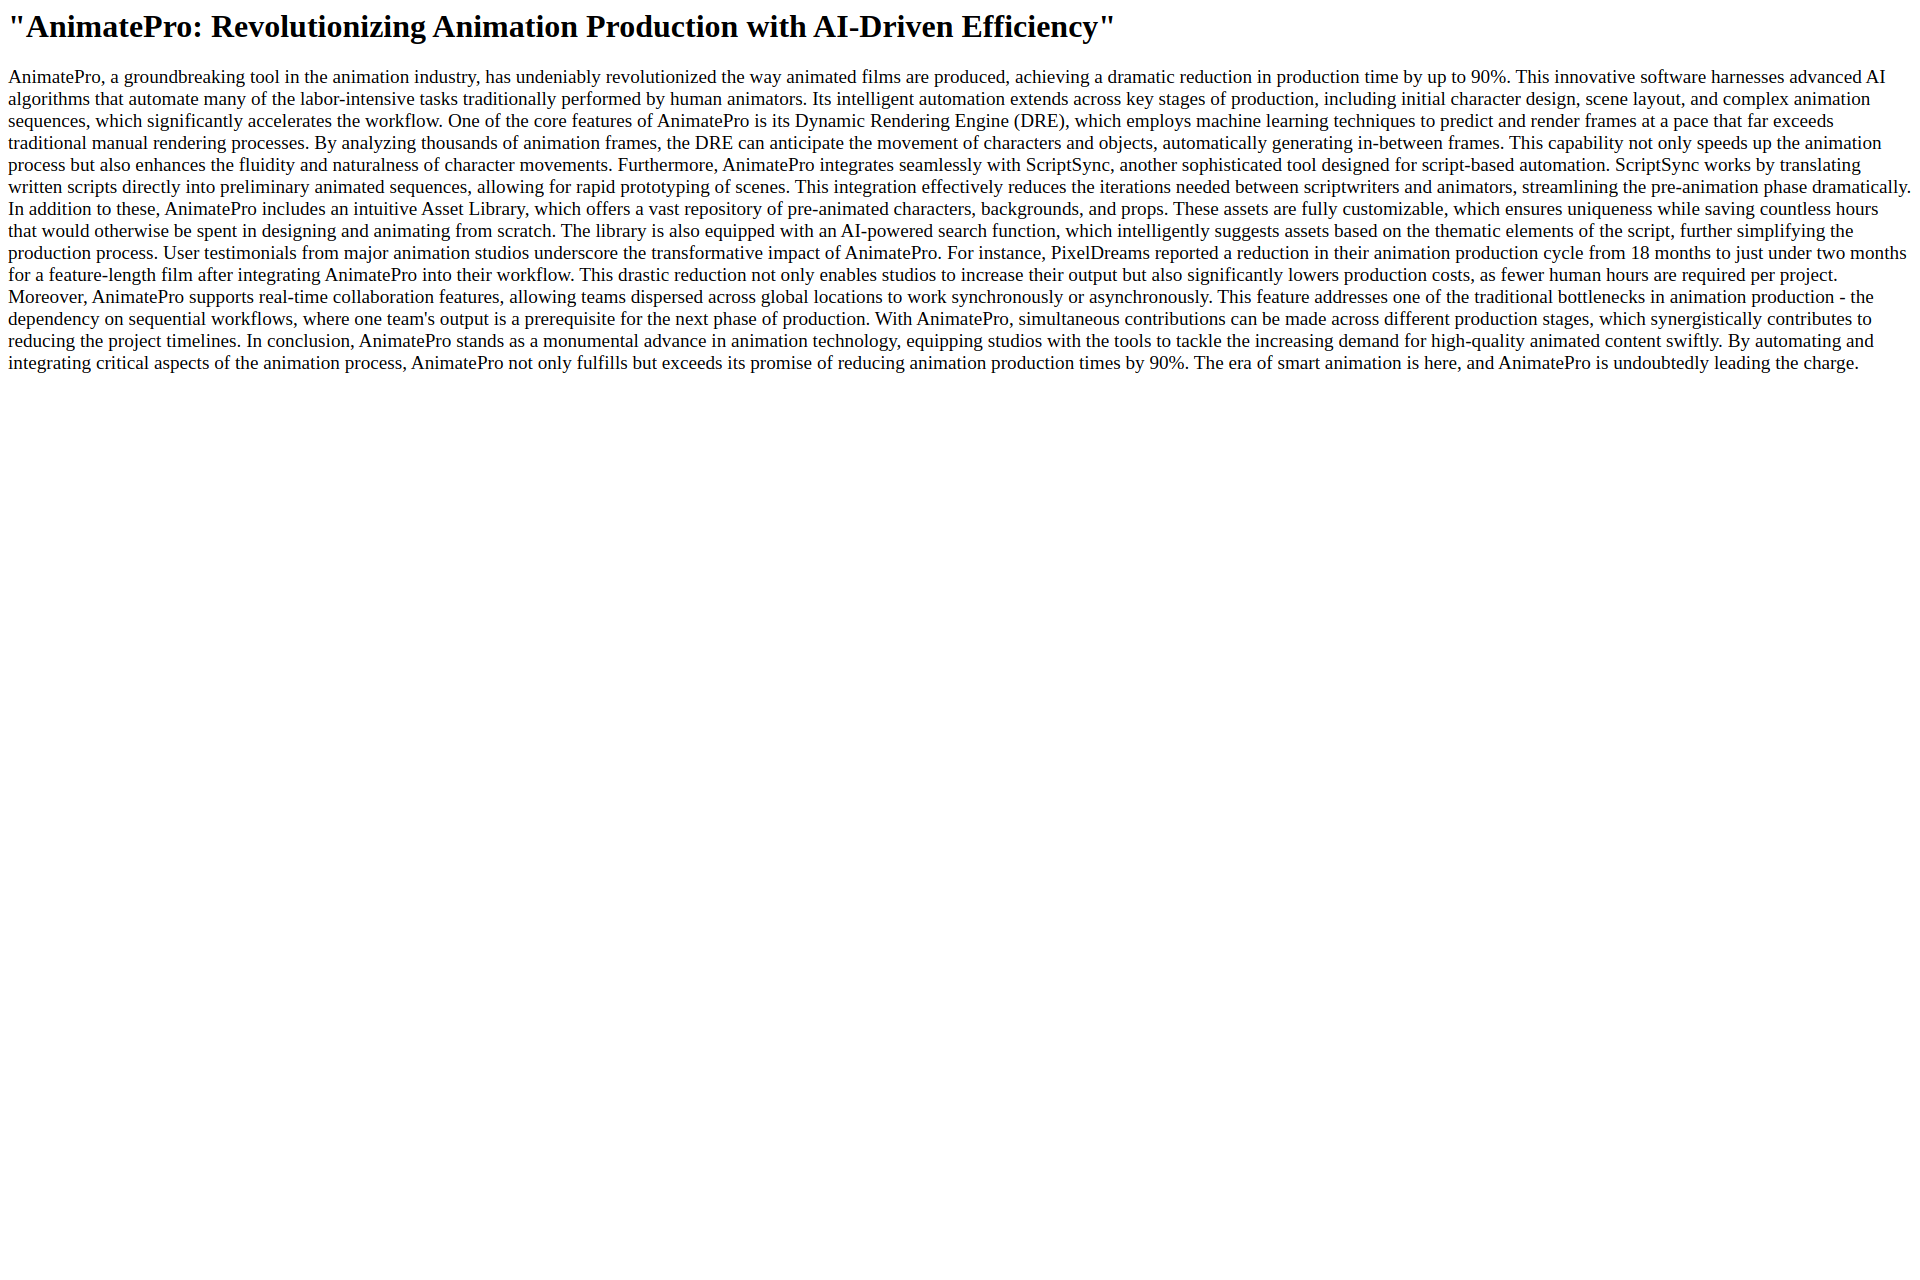 "AnimatePro: Revolutionizing Animation Production with AI-Driven Efficiency"
AnimatePro, a groundbreaking tool in the animation industry, has undeniably revolutionized the way animated films are produced, achieving a dramatic reduction in production time by up to 90%. This innovative software harnesses advanced AI
algorithms that automate many of the labor-intensive tasks traditionally performed by human animators. Its intelligent automation extends across key stages of production, including initial character design, scene layout, and complex animation
sequences, which significantly accelerates the workflow. One of the core features of AnimatePro is its Dynamic Rendering Engine (DRE), which employs machine learning techniques to predict and render frames at a pace that far exceeds
traditional manual rendering processes. By analyzing thousands of animation frames, the DRE can anticipate the movement of characters and objects, automatically generating in-between frames. This capability not only speeds up the animation
process but also enhances the fluidity and naturalness of character movements. Furthermore, AnimatePro integrates seamlessly with ScriptSync, another sophisticated tool designed for script-based automation. ScriptSync works by translating
written scripts directly into preliminary animated sequences, allowing for rapid prototyping of scenes. This integration effectively reduces the iterations needed between scriptwriters and animators, streamlining the pre-animation phase dramatically.
In addition to these, AnimatePro includes an intuitive Asset Library, which offers a vast repository of pre-animated characters, backgrounds, and props. These assets are fully customizable, which ensures uniqueness while saving countless hours
that would otherwise be spent in designing and animating from scratch. The library is also equipped with an AI-powered search function, which intelligently suggests assets based on the thematic elements of the script, further simplifying the
production process. User testimonials from major animation studios underscore the transformative impact of AnimatePro. For instance, PixelDreams reported a reduction in their animation production cycle from 18 months to just under two months
for a feature-length film after integrating AnimatePro into their workflow. This drastic reduction not only enables studios to increase their output but also significantly lowers production costs, as fewer human hours are required per project.
Moreover, AnimatePro supports real-time collaboration features, allowing teams dispersed across global locations to work synchronously or asynchronously. This feature addresses one of the traditional bottlenecks in animation production - the
dependency on sequential workflows, where one team's output is a prerequisite for the next phase of production. With AnimatePro, simultaneous contributions can be made across different production stages, which synergistically contributes to
reducing the project timelines. In conclusion, AnimatePro stands as a monumental advance in animation technology, equipping studios with the tools to tackle the increasing demand for high-quality animated content swiftly. By automating and
integrating critical aspects of the animation process, AnimatePro not only fulfills but exceeds its promise of reducing animation production times by 90%. The era of smart animation is here, and AnimatePro is undoubtedly leading the charge.